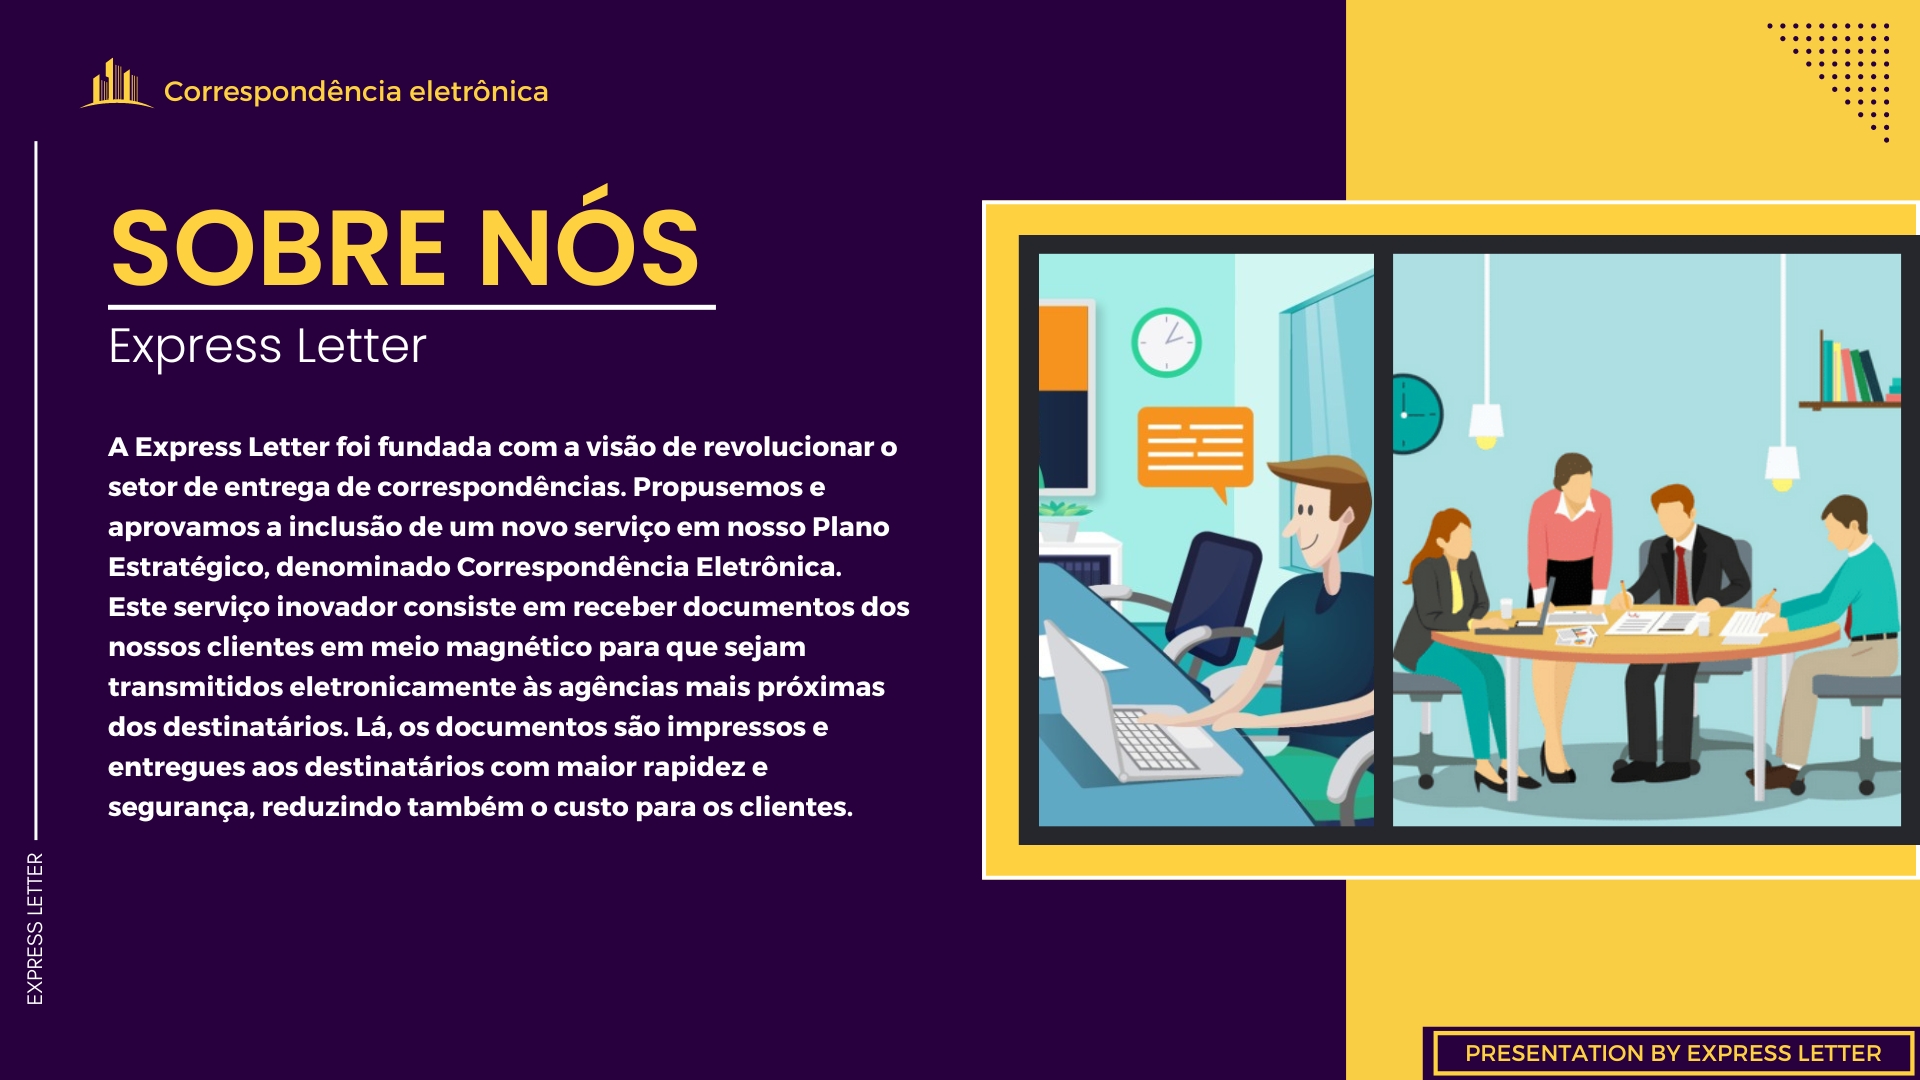 Correspondência eletrônica
SOBRE NÓS
Express Letter
A Express Letter foi fundada com a visão de revolucionar o
setor de entrega de correspondências. Propusemos e
aprovamos a inclusão de um novo serviço em nosso Plano
Estratégico, denominado Correspondência Eletrônica.
Este serviço inovador consiste em receber documentos dos
nossos clientes em meio magnético para que sejam
transmitidos eletronicamente às agências mais próximas
dos destinatários. Lá, os documentos são impressos e
entregues aos destinatários com maior rapidez e
segurança, reduzindo também o custo para os clientes.
EXPRESS LETTER
PRESENTATION BY EXPRESS LETTER